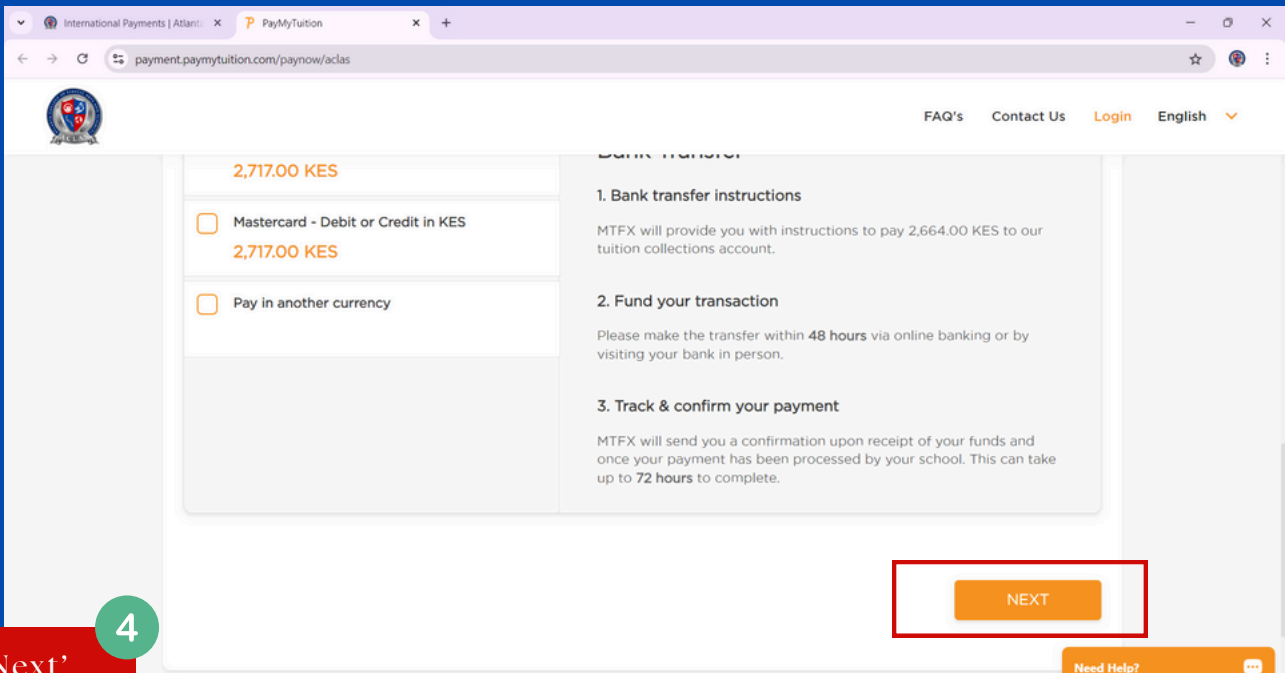 International Payments | Atlant
PayMyTuition
payment.paymytuition.com/paynow/aclas
FAQ's Contact Us Login English
2,717.00 KES
Mastercard - Debit or Credit in KES
2,717.00 KES
Pay in another currency
Bank Transfer
1. Bank transfer instructions
MTFX will provide you with instructions to pay 2,664.00 KES to our
tuition collections account.
2. Fund your transaction
Please make the transfer within 48 hours via online banking or by
visiting your bank in person.
3. Track & confirm your payment
MTFX will send you a confirmation upon receipt of your funds and
once your payment has been processed by your school. This can take
up to 72 hours to complete.
NEXT
4
Next’
Need Help?